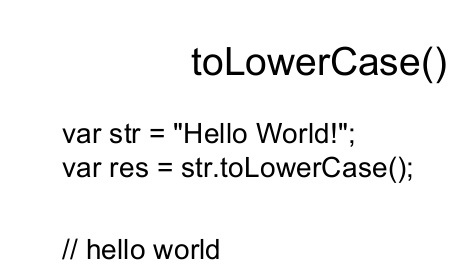 toLowerCase()
var str = "Hello World!";
var res = str.toLowerCase();
// hello world